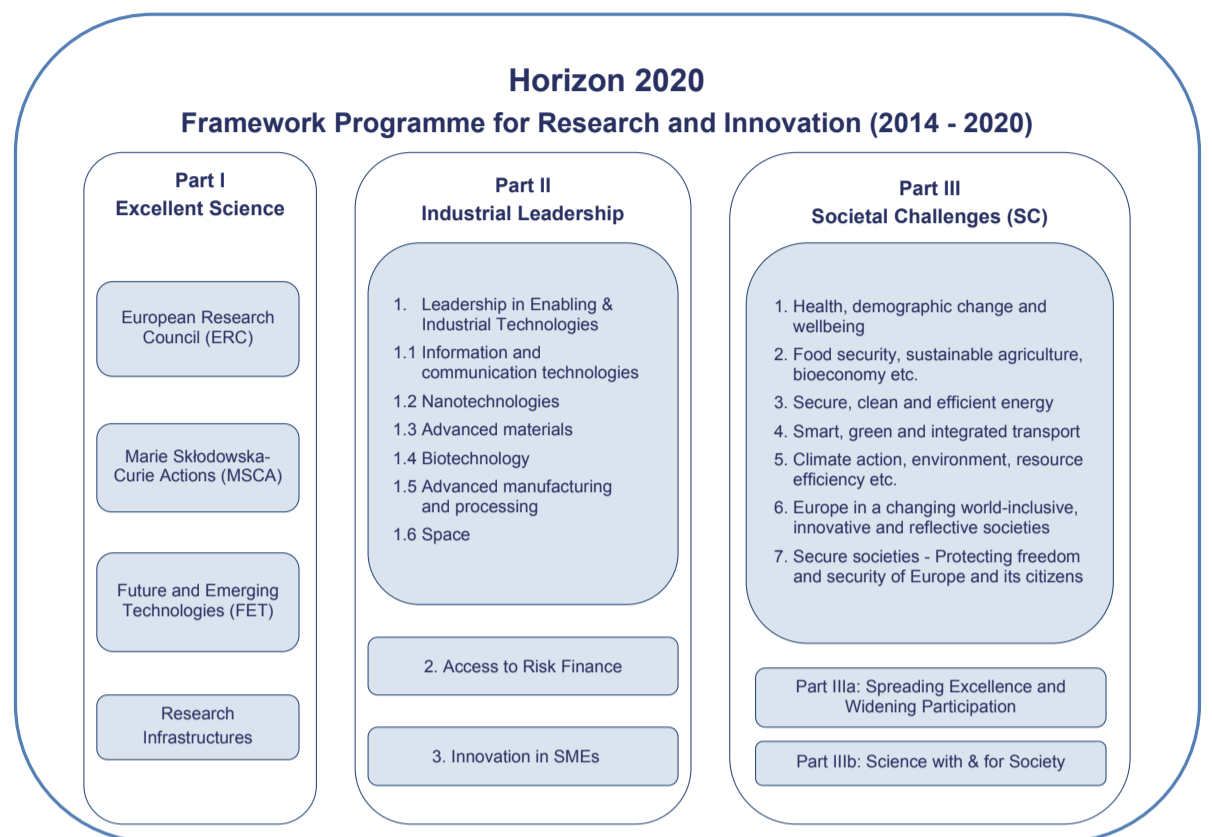 Horizon 2020
Framework Programme for Research and Innovation (2014 - 2020)
Part I
Excellent Science
European Research
Council (ERC)
Marie Skłodowska-
Curie Actions (MSCA)
Future and Emerging
Technologies (FET)
Research
Infrastructures
Part II
Industrial Leadership
1. Leadership in Enabling &
Industrial Technologies
1.1 Information and
communication technologies
1.2 Nanotechnologies
1.3 Advanced materials
1.4 Biotechnology
1.5 Advanced manufacturing
and processing
1.6 Space
2. Access to Risk Finance
3. Innovation in SMEs
Part III
Societal Challenges (SC)
1. Health, demographic change and
wellbeing
2. Food security, sustainable agriculture,
bioeconomy etc.
3. Secure, clean and efficient energy
4. Smart, green and integrated transport
5. Climate action, environment, resource
efficiency etc.
6. Europe in a changing world-inclusive,
innovative and reflective societies
7. Secure societies - Protecting freedom
and security of Europe and its citizens
Part IIIa: Spreading Excellence and
Widening Participation
Part IIIb: Science with & for Society